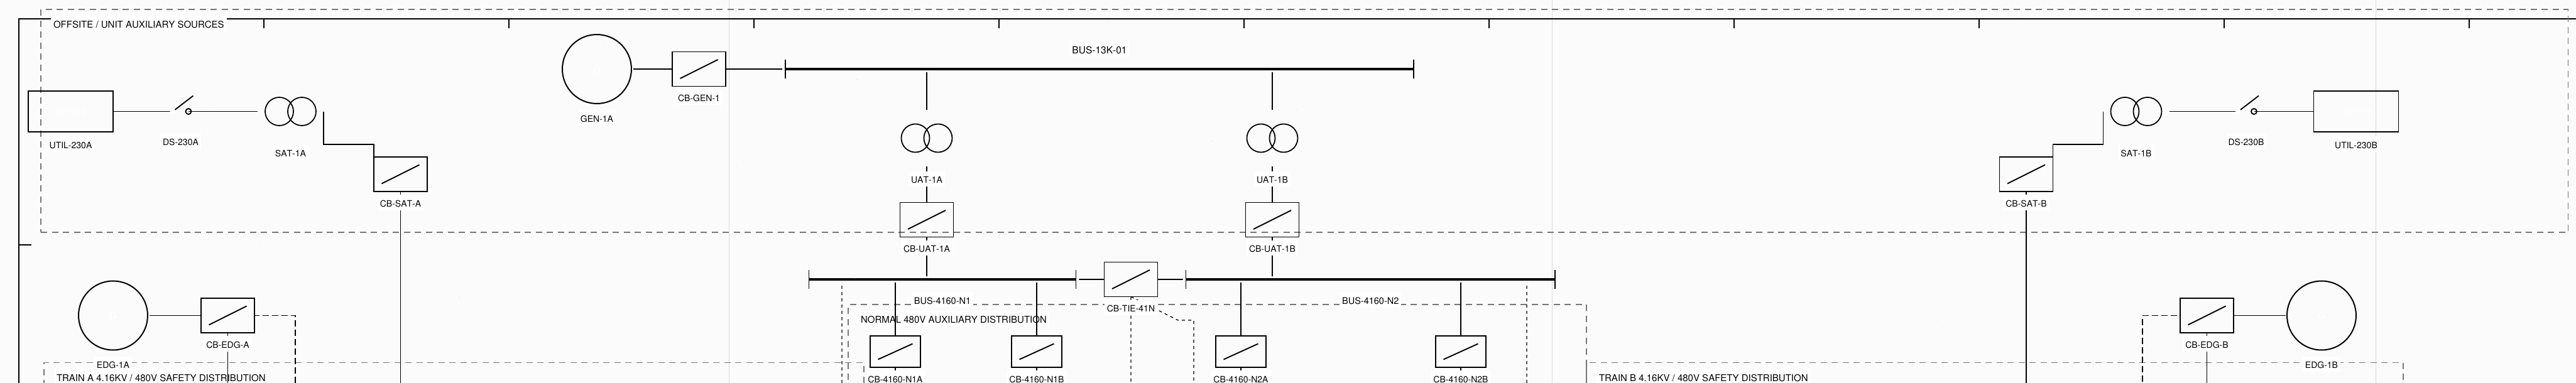 OFFSITE / UNIT AUXILIARY SOURCES
BUS-13K-01
CB-GEN-1
GEN-1A
UTIL-230A
DS-230A
SAT-1A
SAT-1B
DS-230B
UTIL-230B
UAT-1A
UAT-1B
CB-SAT-A
CB-SAT-B
CB-UAT-1A
CB-UAT-1B
BUS-4160-N1
BUS-4160-N2
CB-TIE-41N
NORMAL 480V AUXILIARY DISTRIBUTION
CB-EDG-A
CB-EDG-B
EDG-1A
EDG-1B
TRAIN A 4.16KV / 480V SAFETY DISTRIBUTION
CB-4160-N1A
CB-4160-N1B
CB-4160-N2A
CB-4160-N2B
TRAIN B 4.16KV / 480V SAFETY DISTRIBUTION